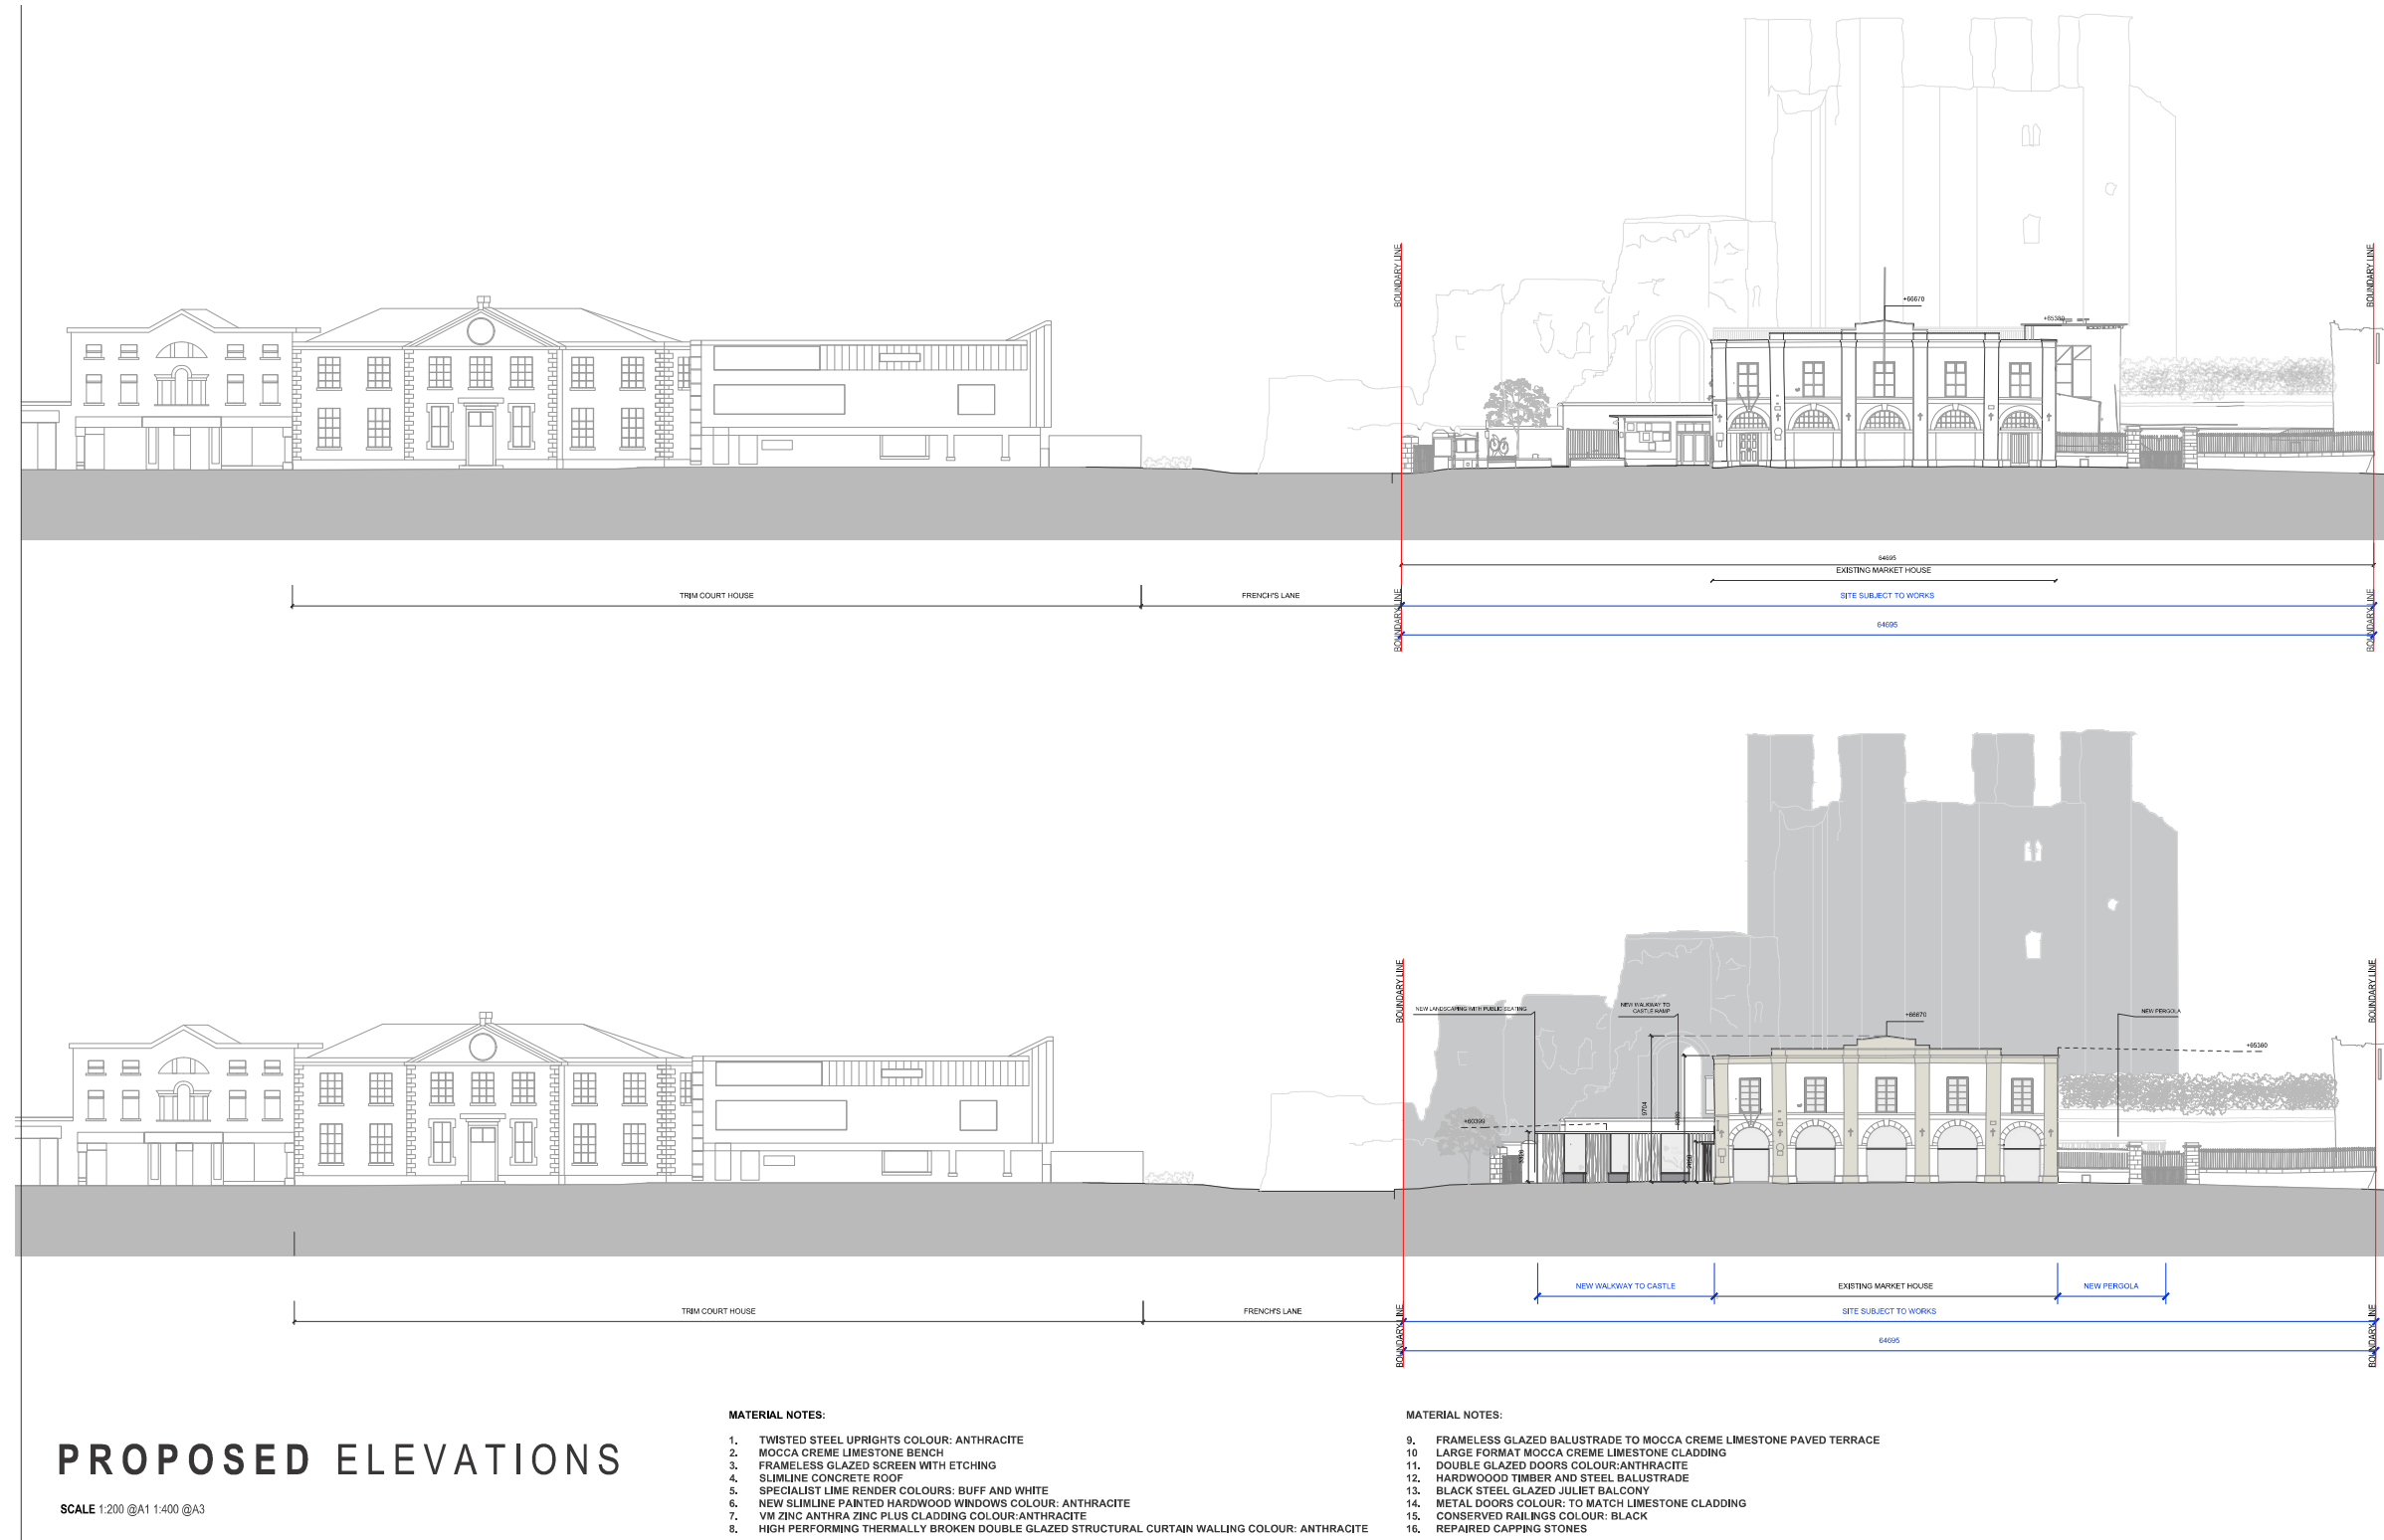 BOUNDARY LINE
BOUNDARY LINE
+66670
+65380
64695
EXISTING MARKET HOUSE
TRIM COURT HOUSE
FRENCH'S LANE
SITE SUBJECT TO WORKS
64695
BOUNDARY LINE
BOUNDARY LINE
BOUNDARY LINE
BOUNDARY LINE
NEW LANDSCAPING WITH PUBLIC SEATING
NEW WALKWAY TO
CASTLE RAMP
+66670
NEW PERGOLA
+65380
9704
+60399
NEW WALKWAY TO CASTLE
EXISTING MARKET HOUSE
NEW PERGOLA
TRIM COURT HOUSE
FRENCH'S LANE
SITE SUBJECT TO WORKS
64695
BOUNDARY LINE
BOUNDARY LINE
PROPOSED ELEVATIONS
SCALE 1:200 @A1 1:400 @A3
MATERIAL NOTES:
1. TWISTED STEEL UPRIGHTS COLOUR: ANTHRACITE
2. MOCCA CREME LIMESTONE BENCH
3. FRAMELESS GLAZED SCREEN WITH ETCHING
4. SLIMLINE CONCRETE ROOF
5. SPECIALIST LIME RENDER COLOURS: BUFF AND WHITE
6. NEW SLIMLINE PAINTED HARDWOOD WINDOWS COLOUR: ANTHRACITE
7. VM ZINC ANTHRA ZINC PLUS CLADDING COLOUR:ANTHRACITE
8. HIGH PERFORMING THERMALLY BROKEN DOUBLE GLAZED STRUCTURAL CURTAIN WALLING COLOUR: ANTHRACITE
MATERIAL NOTES:
9. FRAMELESS GLAZED BALUSTRADE TO MOCCA CREME LIMESTONE PAVED TERRACE
10 LARGE FORMAT MOCCA CREME LIMESTONE CLADDING
11. DOUBLE GLAZED DOORS COLOUR:ANTHRACITE
12. HARDWOOOD TIMBER AND STEEL BALUSTRADE
13. BLACK STEEL GLAZED JULIET BALCONY
14. METAL DOORS COLOUR: TO MATCH LIMESTONE CLADDING
15. CONSERVED RAILINGS COLOUR: BLACK
16. REPAIRED CAPPING STONES